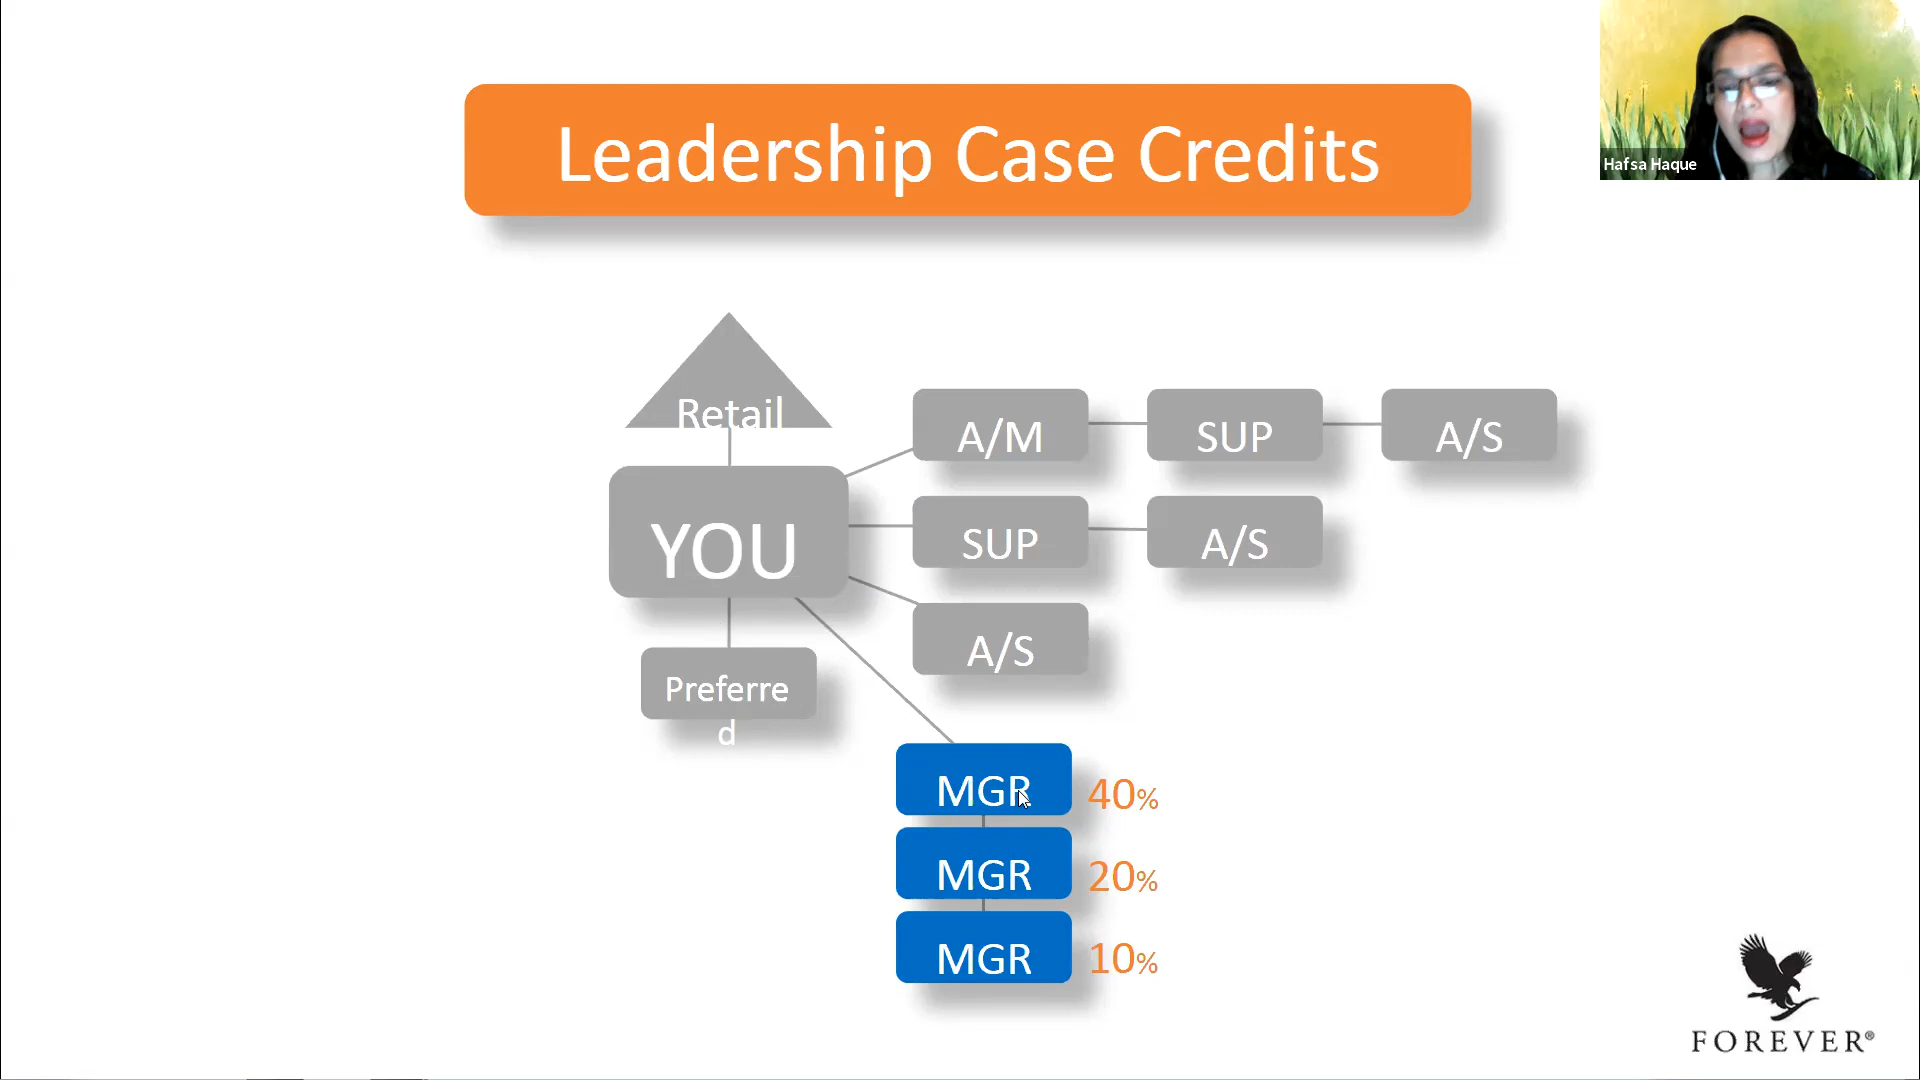 Leadership Case Credits
Hafsa Haque
Retail
A/M
SUP
A/S
YOU
SUP
A/S
A/S
Preferre
d
MGR
40%
MGR
20%
MGR
10%
FOREVER®